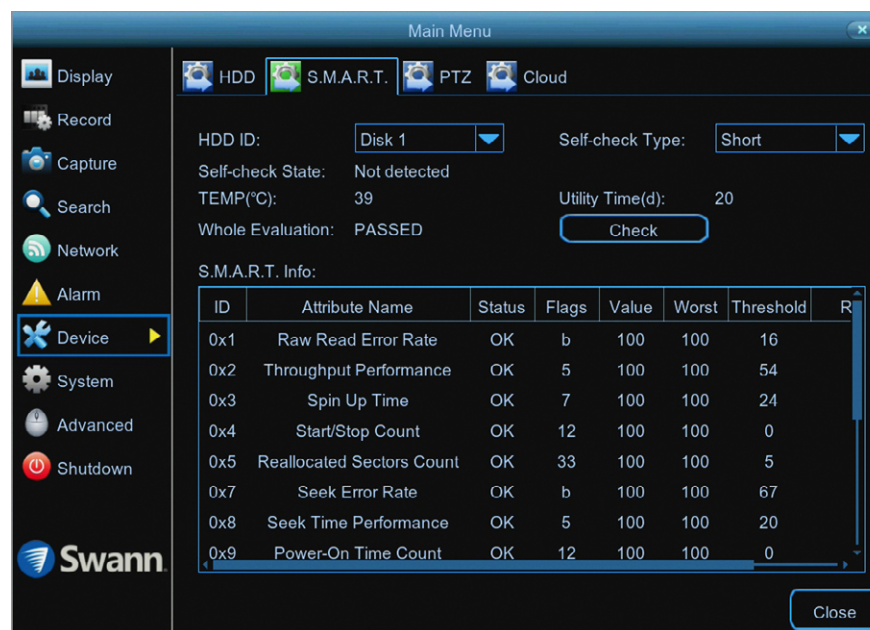 Main Menu
Display
Record
Capture
Search
Network
Alarm
Device
System
Advanced
Shutdown
Swann
HDD S.M.A.R.T. PTZ Cloud
HDD ID: Disk 1 Self-check Type: Short
Self-check State: Not detected
TEMP(°C): 39 Utility Time(d): 20
Whole Evaluation: PASSED Check
S.M.A.R.T. Info:
ID Attribute Name Status Flags Value Worst Threshold R
0x1 Raw Read Error Rate OK b 100 100 16
0x2 Throughput Performance OK 5 100 100 54
0x3 Spin Up Time OK 7 100 100 24
0x4 Start/Stop Count OK 12 100 100 0
0x5 Reallocated Sectors Count OK 33 100 100 5
0x7 Seek Error Rate OK b 100 100 67
0x8 Seek Time Performance OK 5 100 100 20
0x9 Power-On Time Count OK 12 100 100 0
Close